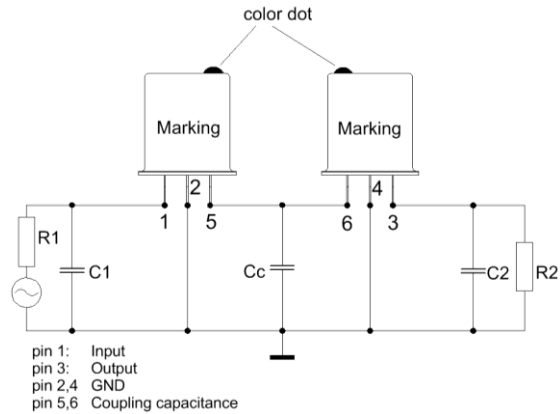 color dot
Marking
Marking
2
4
1
5
6
3
R1
C1
Cc
C2
R2
pin 1: Input
pin 3: Output
pin 2,4 GND
pin 5,6 Coupling capacitance